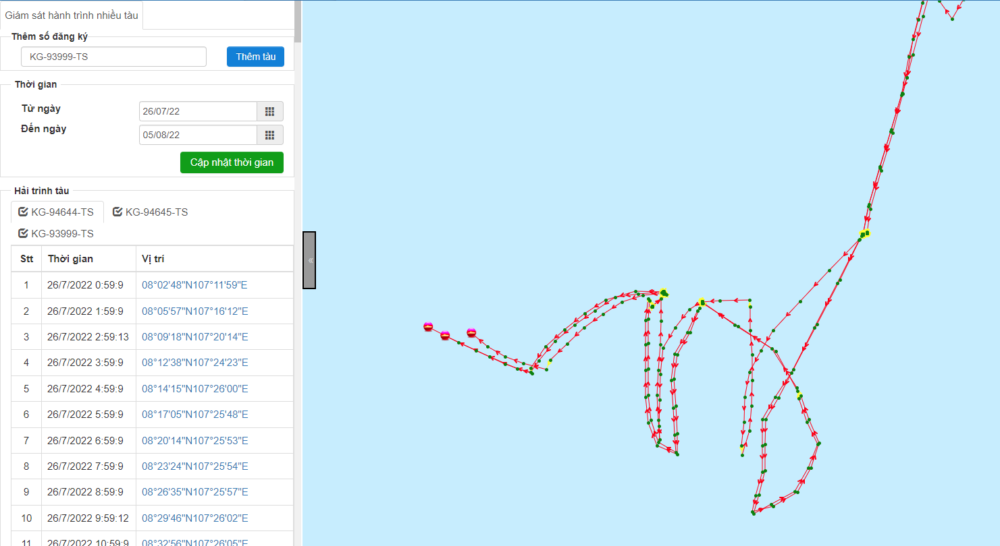 Giám sát hành trình nhiều tàu
Thêm số đăng ký
KG-93999-TS
Thêm tàu
Thời gian
Từ ngày
26/07/22
Đến ngày
05/08/22
Cập nhật thời gian
Hải trình tàu
KG-94644-TS KG-94645-TS
KG-93999-TS
Stt Thời gian Vị trí
1 26/7/2022 0:59:9 08°02'48"N107°11'59"E
2 26/7/2022 1:59:9 08°05'57"N107°16'12"E
3 26/7/2022 2:59:13 08°09'18"N107°20'14"E
4 26/7/2022 3:59:9 08°12'38"N107°24'23"E
5 26/7/2022 4:59:9 08°14'15"N107°26'00"E
6 26/7/2022 5:59:9 08°17'05"N107°25'48"E
7 26/7/2022 6:59:9 08°20'14"N107°25'53"E
8 26/7/2022 7:59:9 08°23'24"N107°25'54"E
9 26/7/2022 8:59:9 08°26'35"N107°25'57"E
10 26/7/2022 9:59:12 08°29'46"N107°26'02"E
11 26/7/2022 10:59:9 08°32'56"N107°26'05"E
«